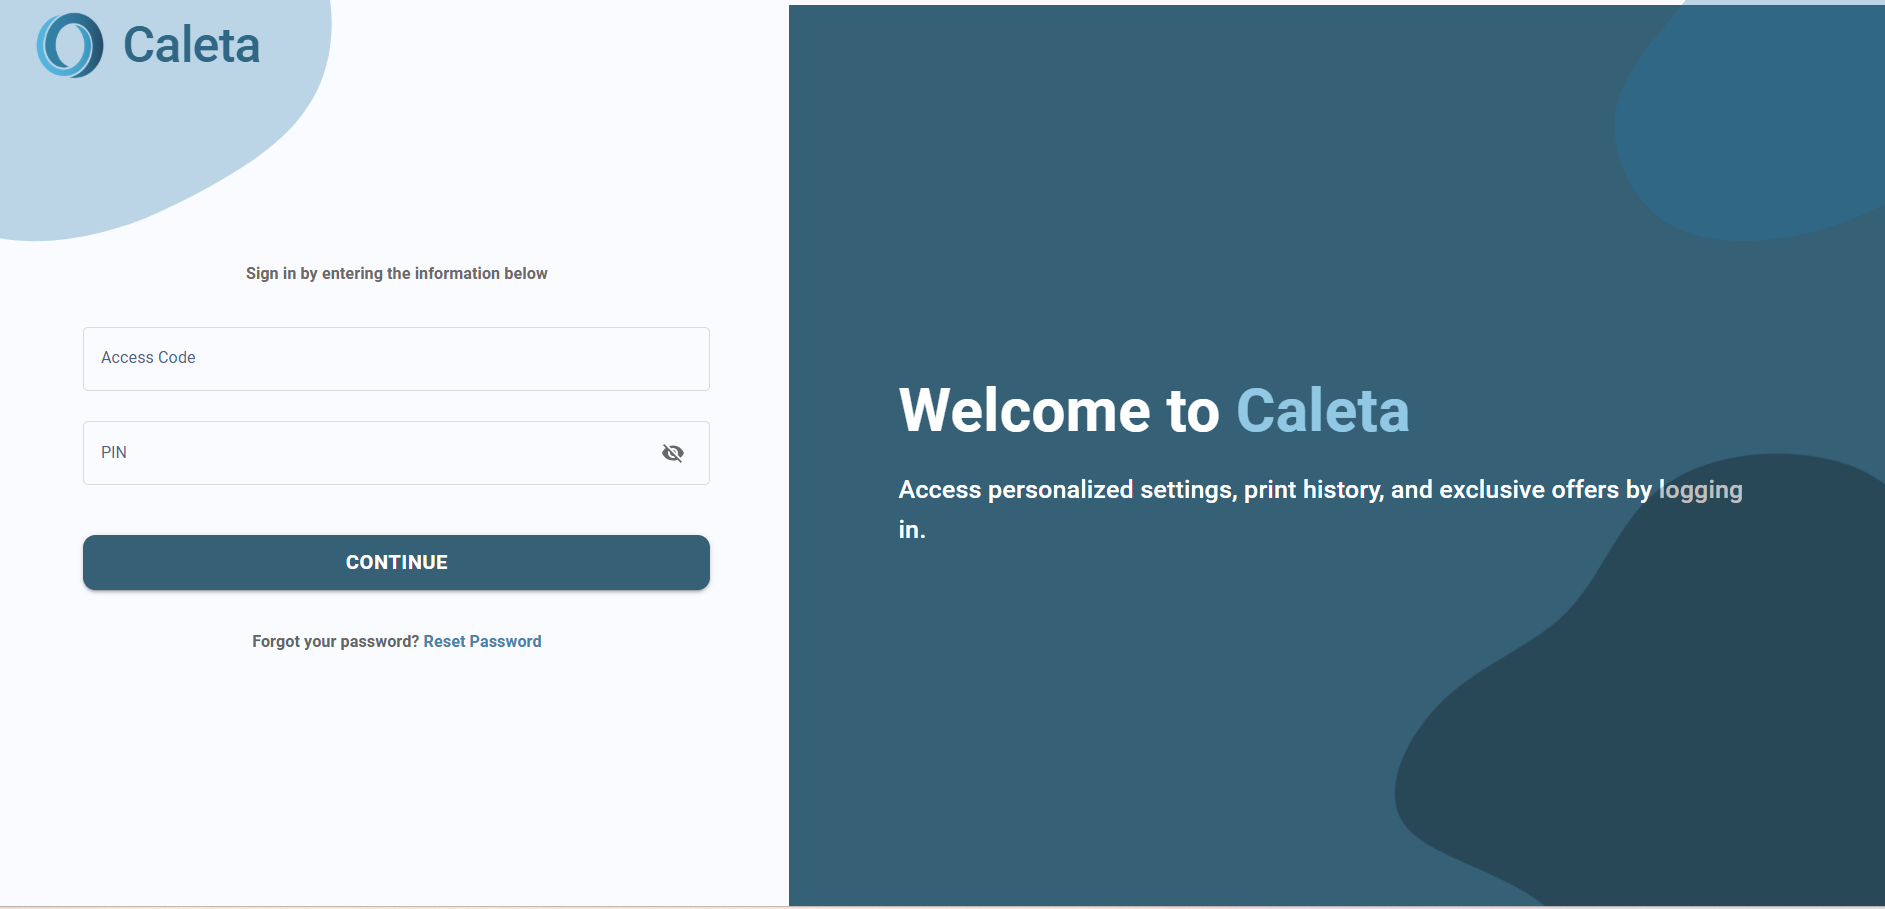 Caleta
Sign in by entering the information below
Access Code
PIN
CONTINUE
Forgot your password? Reset Password
Welcome to Caleta
Access personalized settings, print history, and exclusive offers by logging
in.